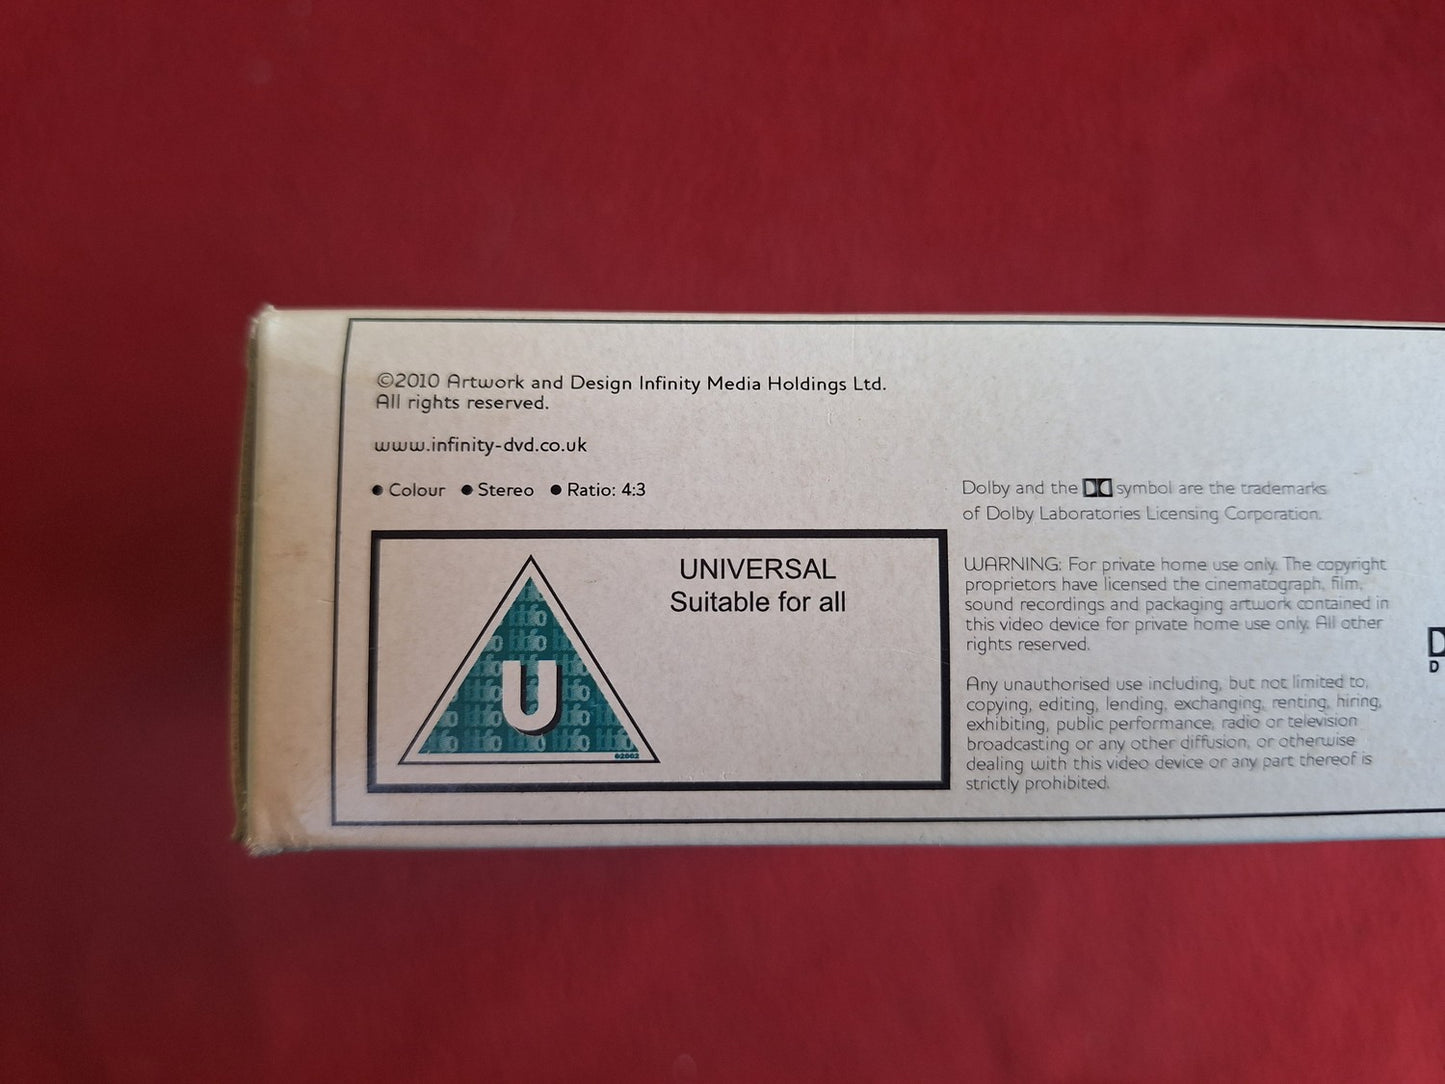 ©2010 Artwork and Design Infinity Media Holdings Ltd.
All rights reserved.
www.infinity-dvd.co.uk
● Colour ● Stereo ● Ratio: 4:3
UNIVERSAL
Suitable for all
U
02002
Dolby and the symbol are the trademarks
of Dolby Laboratories Licensing Corporation.
WARNING: For private home use only. The copyright
proprietors have licensed the cinematograph, film,
sound recordings and packaging artwork contained in
this video device for private home use only. All other
rights reserved.
Any unauthorised use including, but not limited to,
copying, editing, lending, exchanging, renting, hiring,
exhibiting, public performance, radio or television
broadcasting or any other diffusion, or otherwise
dealing with this video device or any part thereof is
strictly prohibited.
D